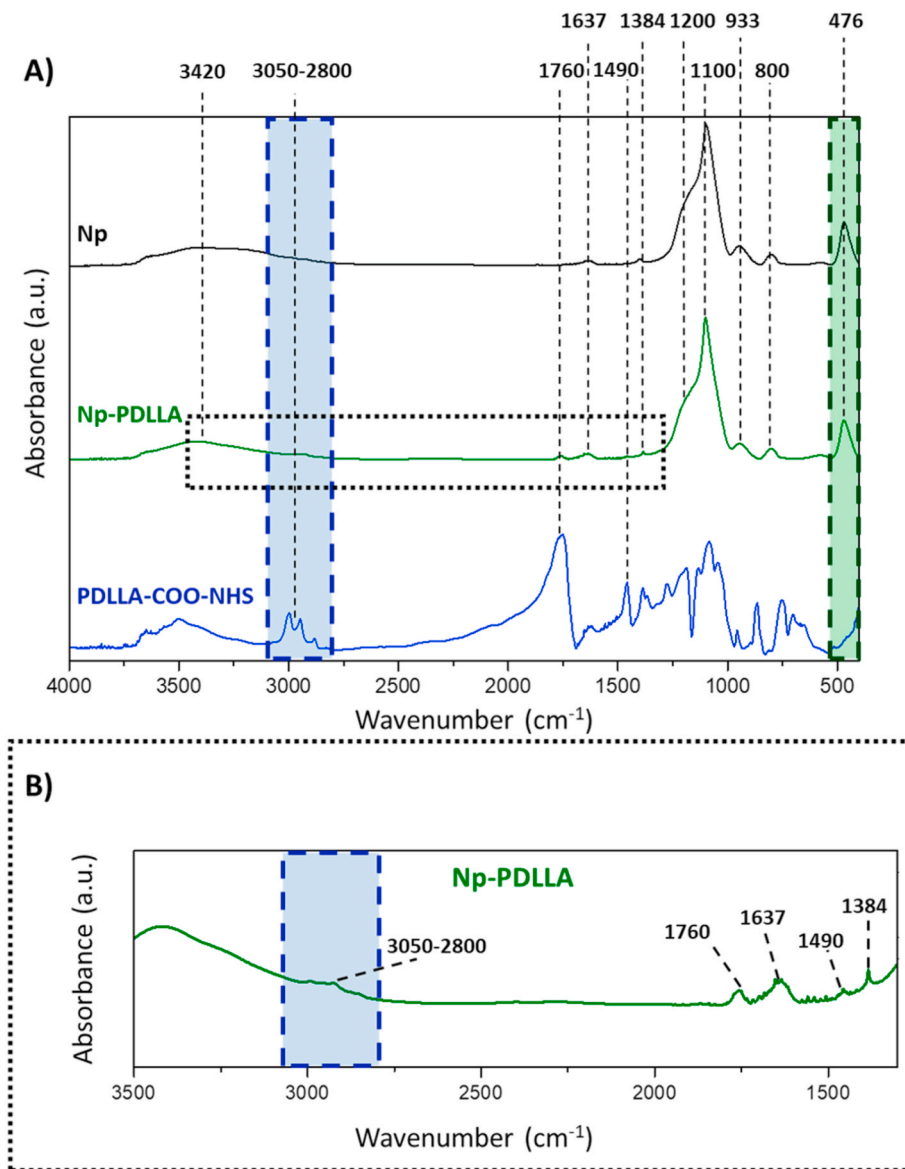 1637 1384 1200 933 476
A) 3420 3050-2800 1760 1490 1100 800
Np
Np-PDLLA
PDLLA-COO-NHS
Absorbance (a.u.)
4000 3500 3000 2500 2000 1500 1000 500
Wavenumber (cm⁻¹)
B)
Np-PDLLA
3050-2800
1760 1637 1490 1384
Absorbance (a.u.)
3500 3000 2500 2000 1500
Wavenumber (cm⁻¹)